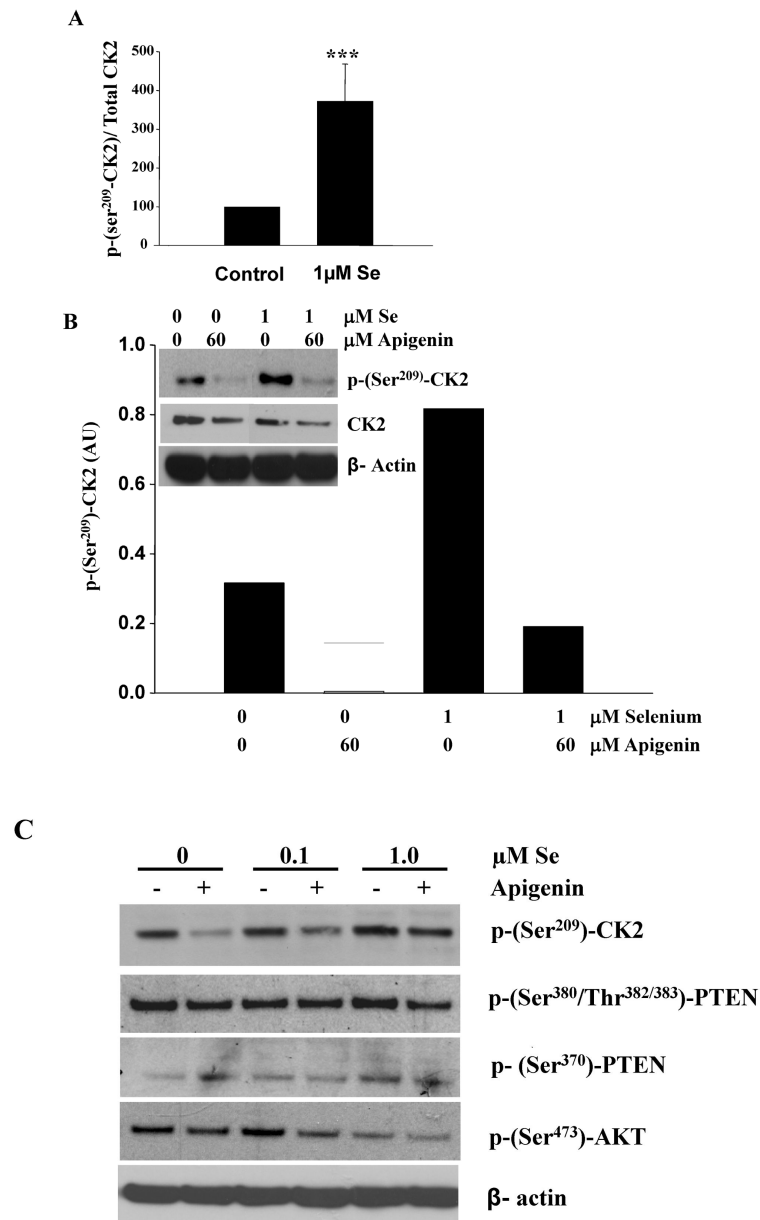 A
p-(ser²⁰⁹-CK2)/ Total CK2
500
400
300
200
100
0
***
Control 1µM Se
B
0 0 1 1 µM Se
0 60 0 60 µM Apigenin
p-(Ser²⁰⁹⁾-CK2
CK2
β- Actin
p-(Ser²⁰⁹)-CK2 (AU)
1.0
0.8
0.6
0.4
0.2
0.0
0 0 1 1 µM Selenium
0 60 0 60 µM Apigenin
C
0 0.1 1.0 µM Se
- + - + - + Apigenin
p-(Ser²⁰⁹)-CK2
p-(Ser³⁸⁰/Thr³⁸²/³⁸³)-PTEN
p- (Ser³⁷⁰)-PTEN
p-(Ser⁴⁷³)-AKT
β- actin